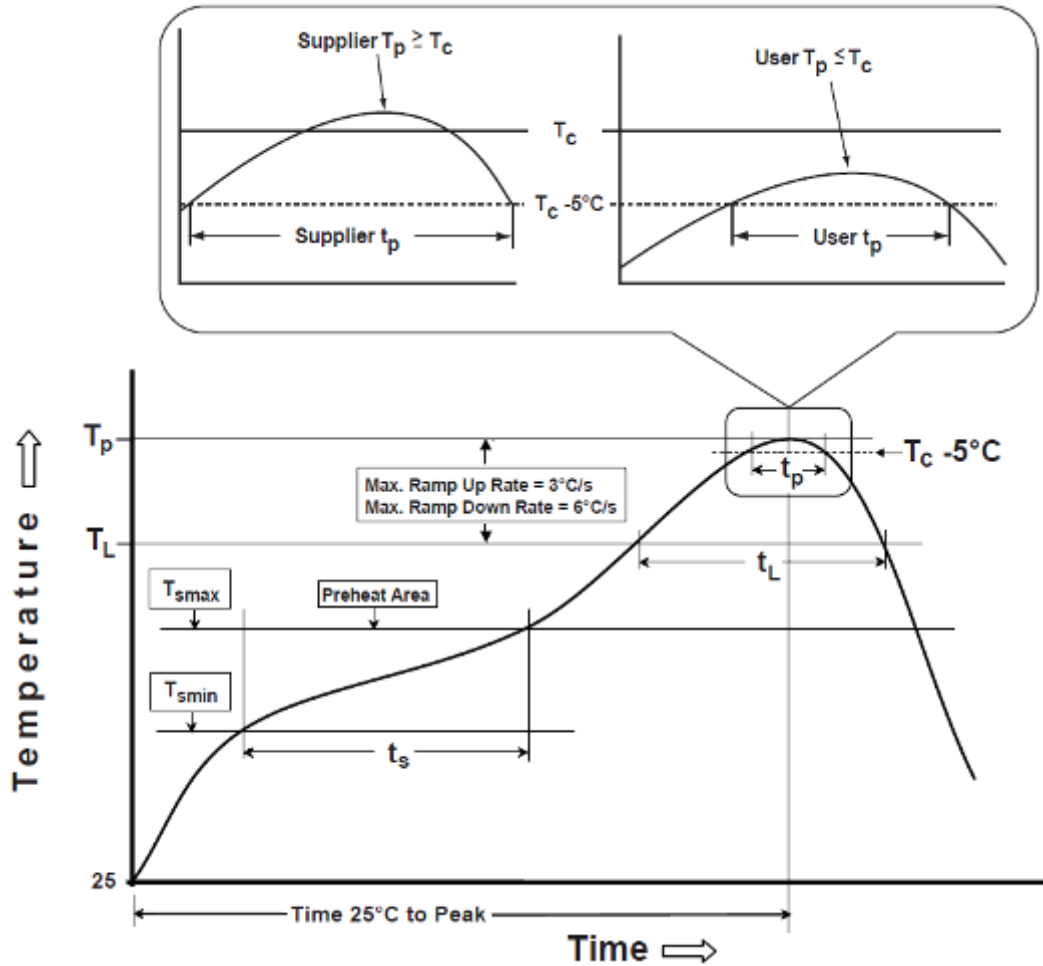 Supplier Tp ≥ Tc
User Tp ≤ Tc
Tc
Tc -5°C
Supplier tp
User tp
Tp
Tc -5°C
tp
Max. Ramp Up Rate = 3°C/s
Max. Ramp Down Rate = 6°C/s
TL
tL
Tsmax
Preheat Area
Tsmin
ts
Temperature
25
Time 25°C to Peak
Time